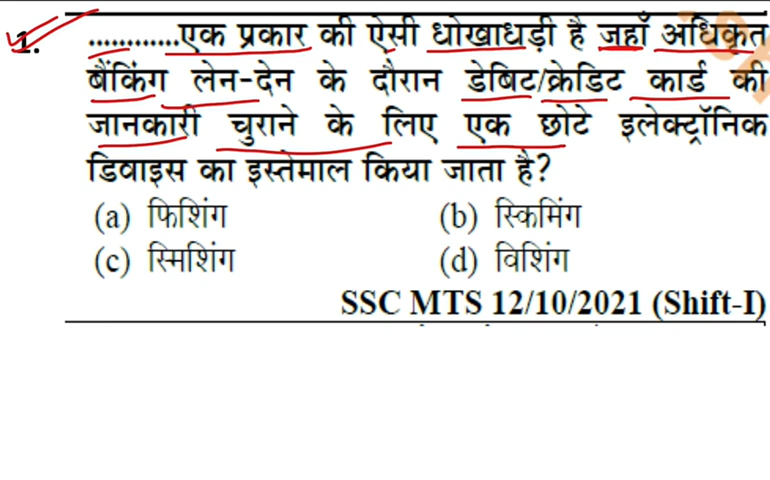 1. ............एक प्रकार की ऐसी धोखाधड़ी है जहाँ अधिकृत
बैंकिंग लेन-देन के दौरान डेबिट/क्रेडिट कार्ड की
जानकारी चुराने के लिए एक छोटे इलेक्ट्रॉनिक
डिवाइस का इस्तेमाल किया जाता है?
(a) फिशिंग (b) स्किमिंग
(c) स्मिशिंग (d) विशिंग
SSC MTS 12/10/2021 (Shift-I)